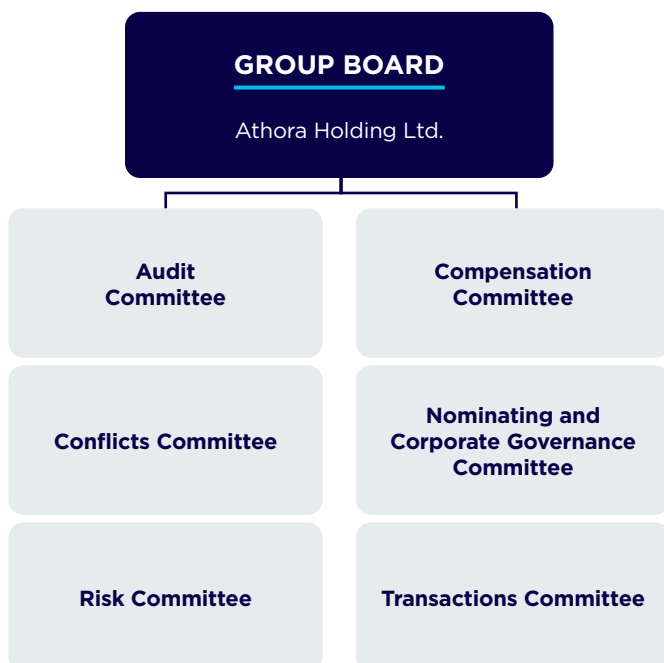 GROUP BOARD
Athora Holding Ltd.
Audit
Committee
Compensation
Committee
Conflicts Committee
Nominating and
Corporate Governance
Committee
Risk Committee
Transactions Committee